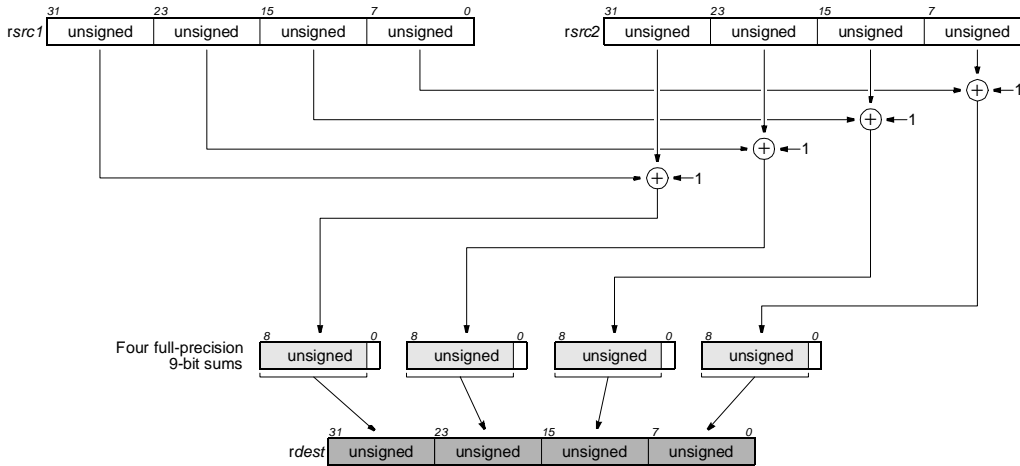 31 23 15 7 0 31 23 15 7
rsrc1 unsigned unsigned unsigned unsigned rsrc2 unsigned unsigned unsigned unsigned
+ 1
+ 1
+ 1
+ 1
8 0 8 0 8 0 8 0
Four full-precision
9-bit sums
unsigned unsigned unsigned unsigned
31 23 15 7 0
rdest unsigned unsigned unsigned unsigned